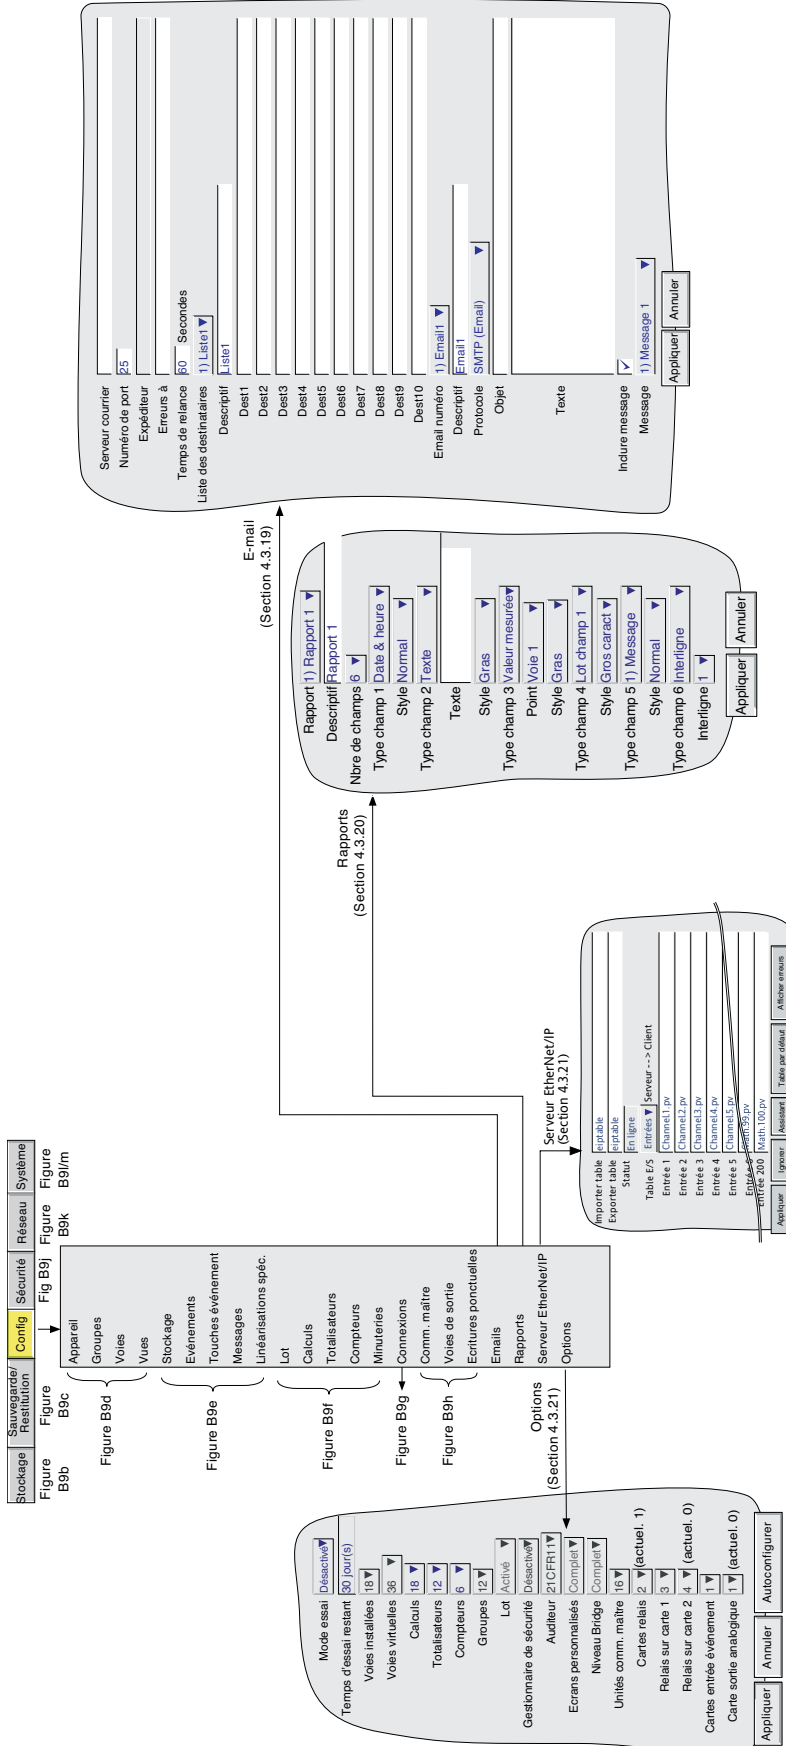 Stockage
Sauvegarde/
Restitution
Config
Sécurité
Réseau
Système
Figure
B9b
Figure
B9c
Fig B9j
Figure
B9k
Figure
B9l/m
Appareil
Groupes
Voies
Vues
Figure B9d
Stockage
Evénements
Touches événement
Messages
Linéarisations spéc.
Figure B9e
Lot
Calculs
Totalisateurs
Compteurs
Minuteries
Figure B9f
Connexions
Figure B9g
Comm. maître
Voies de sortie
Ecritures ponctuelles
Figure B9h
Emails
Rapports
Serveur EtherNet/IP
Options
Options
(Section 4.3.21)
Mode essai Désactivé
Temps d'essai restant 30 jour(s)
Voies installées 18
Voies virtuelles 36
Calculs 18
Totalisateurs 12
Compteurs 6
Groupes 12
Lot Activé
Gestionnaire de sécurité Désactivé
Auditeur 21CFR11
Ecrans personnalisés Complet
Niveau Bridge Complet
Unités comm. maître 16
Cartes relais 2 (actuel. 1)
Relais sur carte 1 3
Relais sur carte 2 4 (actuel. 0)
Cartes entrée événement 1
Carte sortie analogique 1 (actuel. 0)
Appliquer Annuler Autoconfigurer
Serveur EtherNet/IP
(Section 4.3.21)
Importer table eiptable
Exporter table eiptable
Statut En ligne
Table E/S Entrées Serveur --> Client
Entrée 1 Channel.1.pv
Entrée 2 Channel.2.pv
Entrée 3 Channel.3.pv
Entrée 4 Channel.4.pv
Entrée 5 Channel.5.pv
Entrée
Entrée 200 Math.100.pv
Appliquer Ignorer Assistant Table par défaut Afficher erreurs
Rapports
(Section 4.3.20)
Rapport 1) Rapport 1
Descriptif Rapport 1
Nbre de champs 6
Type champ 1 Date & heure
Style Normal
Type champ 2 Texte
Texte
Style Gras
Type champ 3 Valeur mesurée
Point Voie 1
Style Gras
Type champ 4 Lot champ 1
Style Gros caract
Type champ 5 1) Message
Style Normal
Type champ 6 Interligne
Interligne 1
Appliquer Annuler
E-mail
(Section 4.3.19)
Serveur courrier
Numéro de port 25
Expéditeur
Erreurs à
Temps de relance 60 Secondes
Liste des destinataires 1) Liste1
Descriptif Liste1
Dest1
Dest2
Dest3
Dest4
Dest5
Dest6
Dest7
Dest8
Dest9
Dest10
Email numéro 1) Email1
Descriptif Email1
Protocole SMTP (Email)
Objet
Texte
Indure message
Message 1) Message 1
Appliquer Annuler